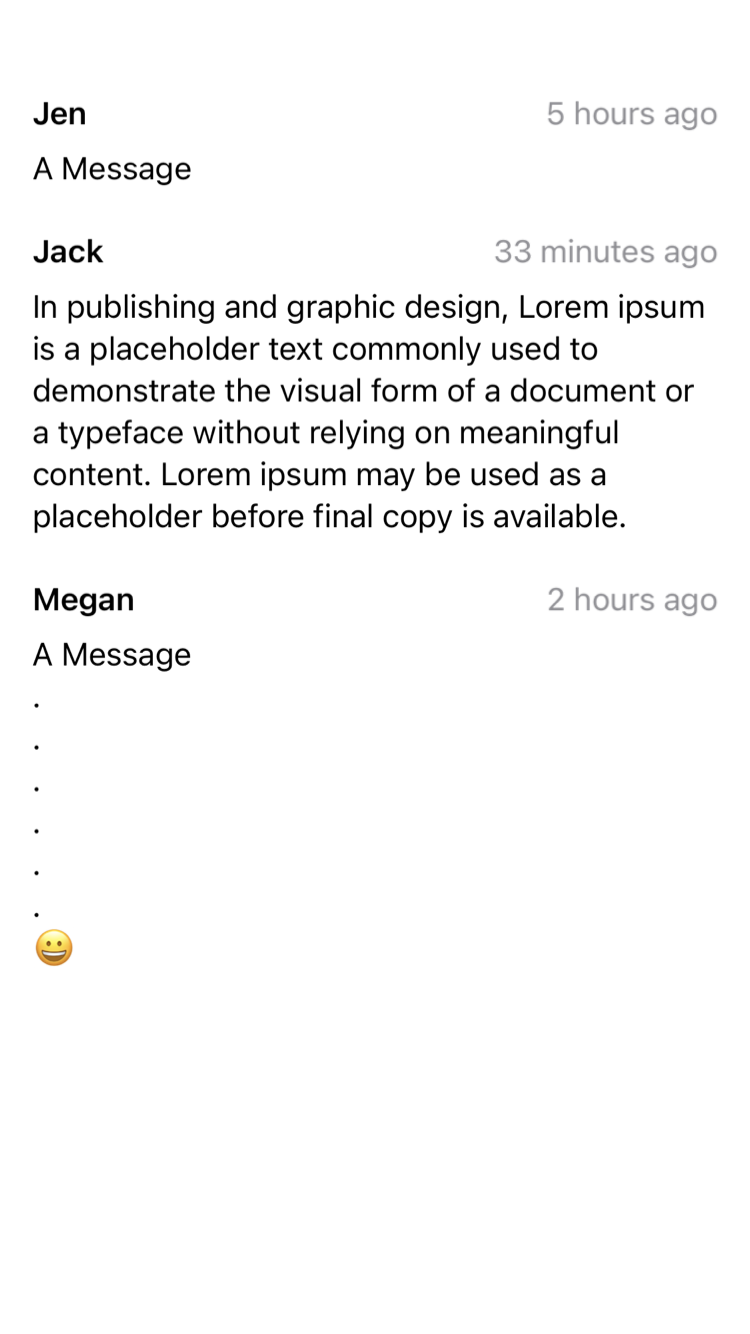 Jen 5 hours ago
A Message
Jack 33 minutes ago
In publishing and graphic design, Lorem ipsum
is a placeholder text commonly used to
demonstrate the visual form of a document or
a typeface without relying on meaningful
content. Lorem ipsum may be used as a
placeholder before final copy is available.
Megan 2 hours ago
A Message
.
.
.
.
.
.
😀